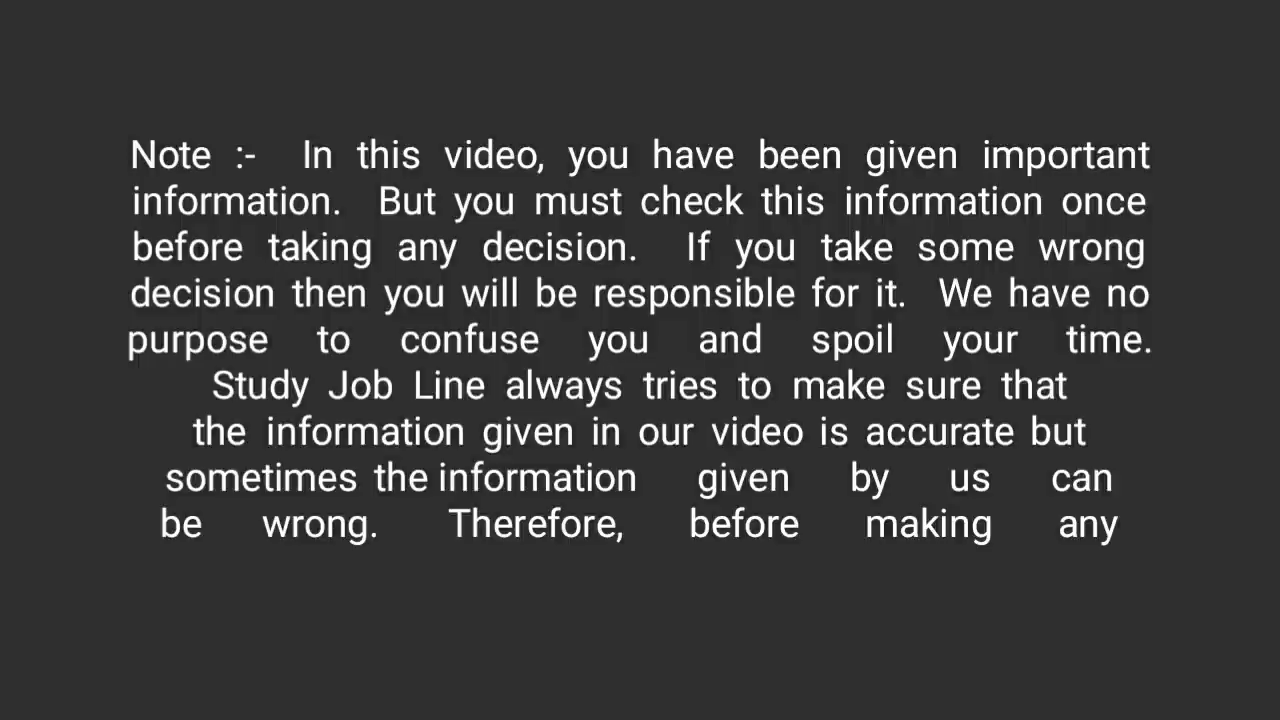 Note :- In this video, you have been given important
information. But you must check this information once
before taking any decision. If you take some wrong
decision then you will be responsible for it. We have no
purpose to confuse you and spoil your time.
Study Job Line always tries to make sure that
the information given in our video is accurate but
sometimes the information given by us can
be wrong. Therefore, before making any